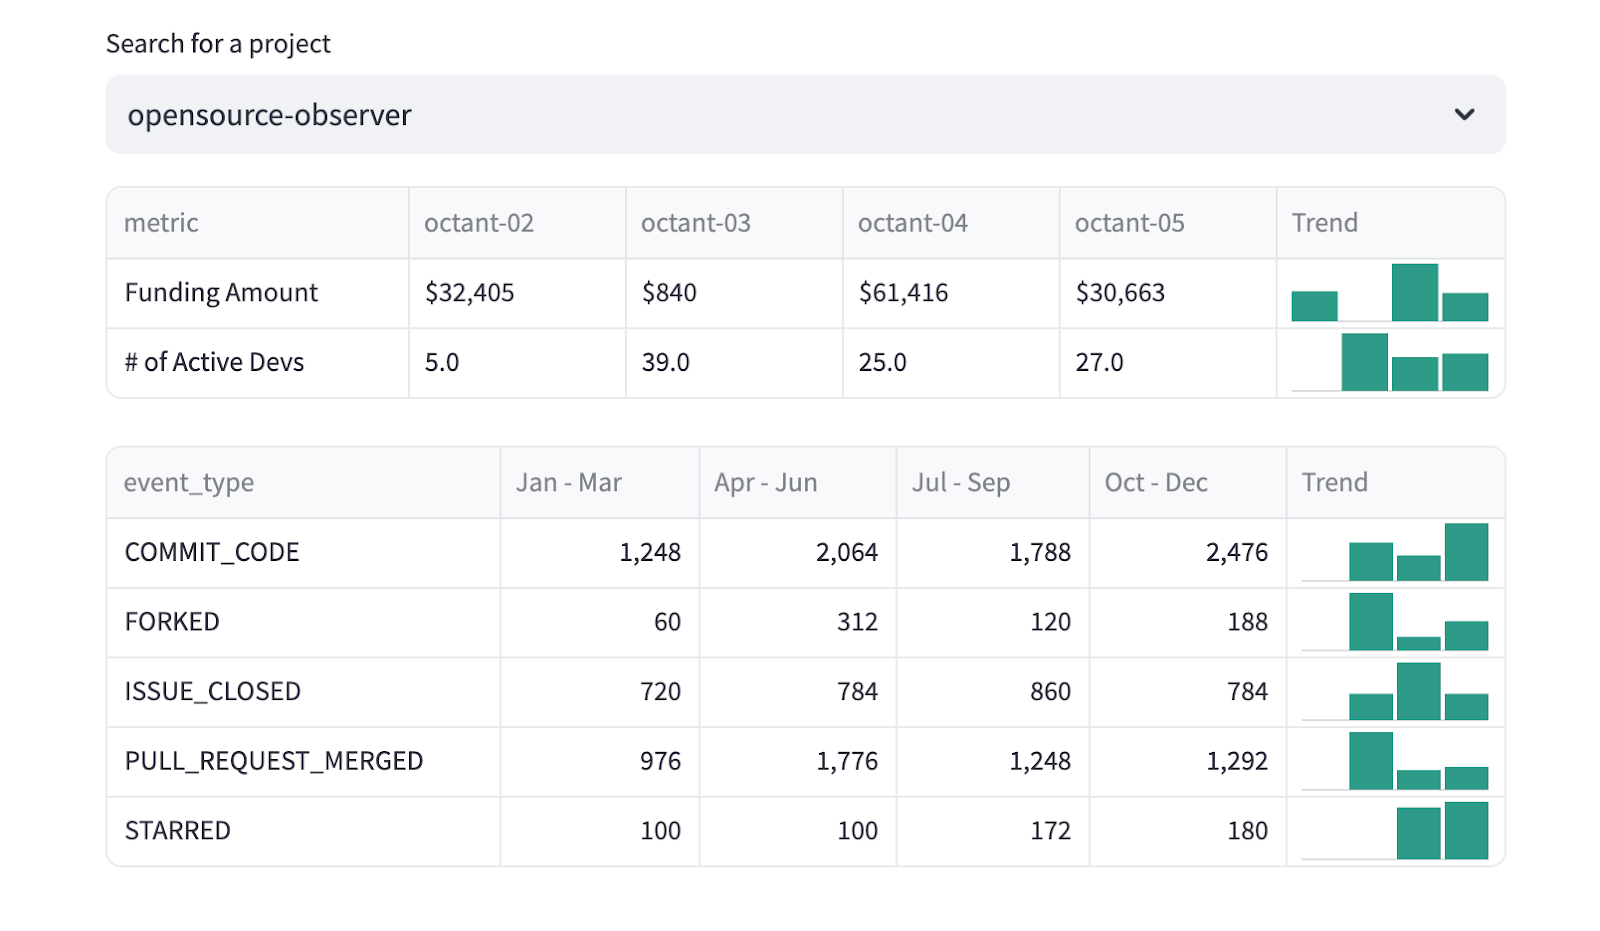 Search for a project
opensource-observer
metric octant-02 octant-03 octant-04 octant-05 Trend
Funding Amount $32,405 $840 $61,416 $30,663
# of Active Devs 5.0 39.0 25.0 27.0
event_type Jan - Mar Apr - Jun Jul - Sep Oct - Dec Trend
COMMIT_CODE 1,248 2,064 1,788 2,476
FORKED 60 312 120 188
ISSUE_CLOSED 720 784 860 784
PULL_REQUEST_MERGED 976 1,776 1,248 1,292
STARRED 100 100 172 180